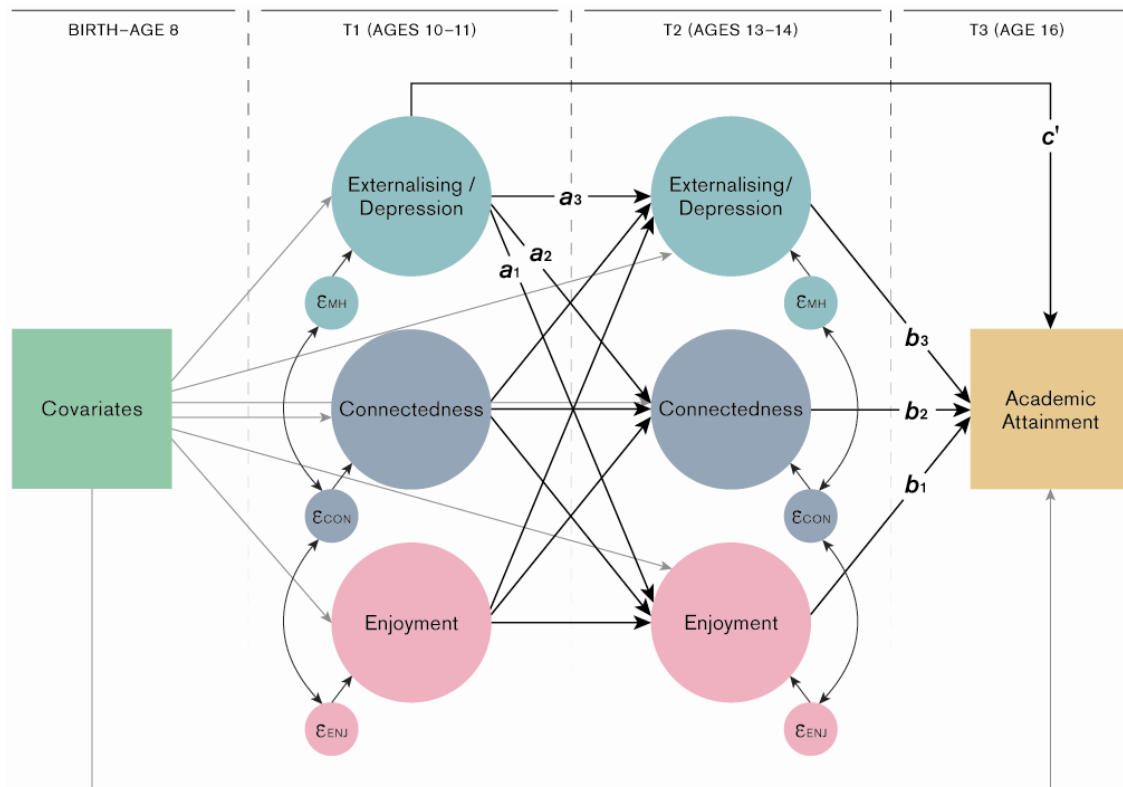 BIRTH–AGE 8
T1 (AGES 10–11)
T2 (AGES 13–14)
T3 (AGE 16)
c'
Externalising /
Depression
a3
Externalising/
Depression
a2
a1
εMH
εMH
b3
Covariates
Connectedness
Connectedness
b2
Academic
Attainment
b1
εCON
εCON
Enjoyment
Enjoyment
εENJ
εENJ